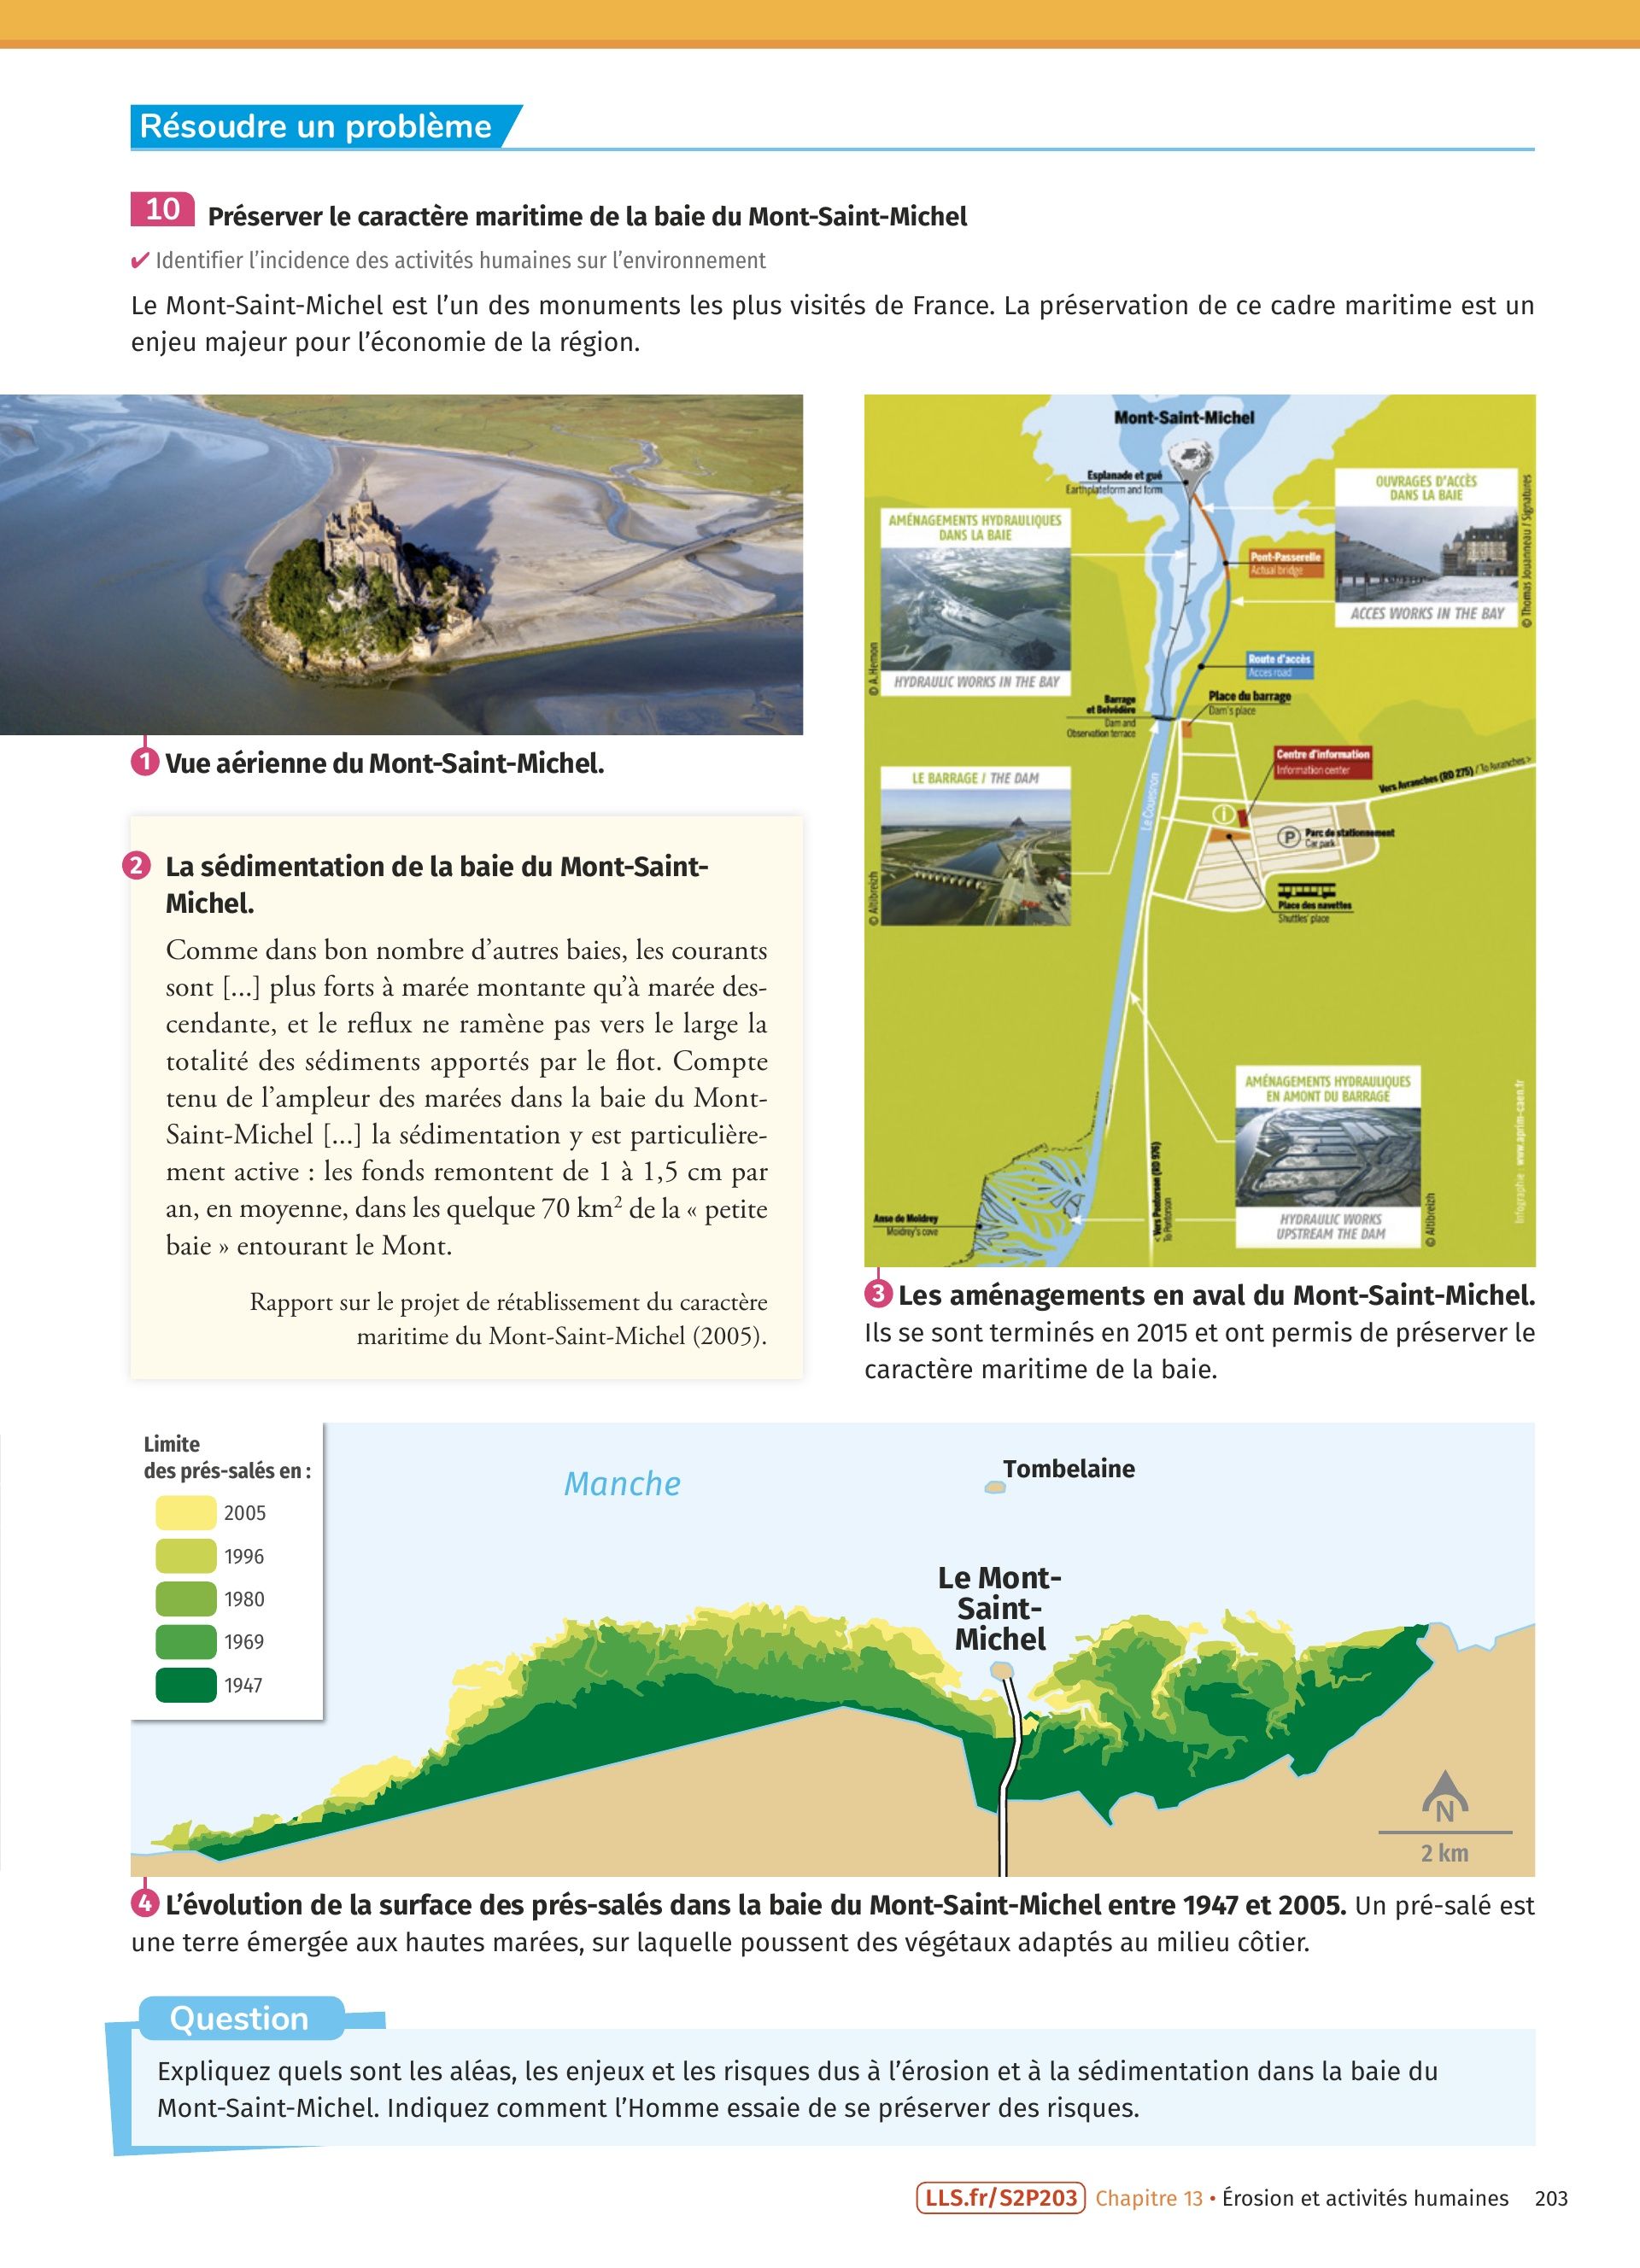 Résoudre un problème
10 Préserver le caractère maritime de la baie du Mont-Saint-Michel
✔ Identifier l'incidence des activités humaines sur l'environnement
Le Mont-Saint-Michel est l'un des monuments les plus visités de France. La préservation de ce cadre maritime est un
enjeu majeur pour l'économie de la région.
1 Vue aérienne du Mont-Saint-Michel.
2 La sédimentation de la baie du Mont-Saint-
Michel.
Comme dans bon nombre d'autres baies, les courants
sont [...] plus forts à marée montante qu'à marée des-
cendante, et le reflux ne ramène pas vers le large la
totalité des sédiments apportés par le flot. Compte
tenu de l'ampleur des marées dans la baie du Mont-
Saint-Michel [...] la sédimentation y est particulière-
ment active : les fonds remontent de 1 à 1,5 cm par
an, en moyenne, dans les quelque 70 km² de la « petite
baie » entourant le Mont.
Rapport sur le projet de rétablissement du caractère
maritime du Mont-Saint-Michel (2005).
Mont-Saint-Michel
Esplanade et gué
Earthplateform and form
OUVRAGES D'ACCÈS
DANS LA BAIE
ACCES WORKS IN THE BAY
© Thomas Jouanneau / Signatures
AMÉNAGEMENTS HYDRAULIQUES
DANS LA BAIE
HYDRAULIC WORKS IN THE BAY
© A.Hemon
Pont-Passerelle
Actual bridge
Route d'accès
Acces road
Barrage
et Belvédère
Dam and
Observation terrace
Place du barrage
Dam's place
Centre d'information
Information center
Vers Avranches (RD 275) / To Avranches >
LE BARRAGE / THE DAM
© Altibreizh
Le Couesnon
i
P
Parc de stationnement
Car park
Place des navettes
Shuttles' place
AMÉNAGEMENTS HYDRAULIQUES
EN AMONT DU BARRAGE
HYDRAULIC WORKS
UPSTREAM THE DAM
© Altibreizh
Anse de Moidrey
Moidrey's cove
< Vers Pontorson (RD 976)
To Pontorson
Infographie : www.aprim-caen.fr
3 Les aménagements en aval du Mont-Saint-Michel.
Ils se sont terminés en 2015 et ont permis de préserver le
caractère maritime de la baie.
Limite
des prés-salés en :
2005
1996
1980
1969
1947
Manche
Tombelaine
Le Mont-
Saint-
Michel
N
2 km
4 L'évolution de la surface des prés-salés dans la baie du Mont-Saint-Michel entre 1947 et 2005. Un pré-salé est
une terre émergée aux hautes marées, sur laquelle poussent des végétaux adaptés au milieu côtier.
Question
Expliquez quels sont les aléas, les enjeux et les risques dus à l'érosion et à la sédimentation dans la baie du
Mont-Saint-Michel. Indiquez comment l'Homme essaie de se préserver des risques.
LLS.fr/S2P203 Chapitre 13 • Érosion et activités humaines 203